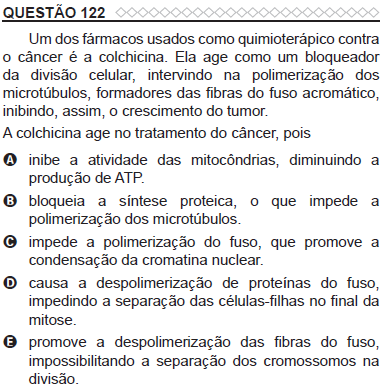 QUESTÃO 122
Um dos fármacos usados como quimioterápico contra
o câncer é a colchicina. Ela age como um bloqueador
da divisão celular, intervindo na polimerização dos
microtúbulos, formadores das fibras do fuso acromático,
inibindo, assim, o crescimento do tumor.
A colchicina age no tratamento do câncer, pois
A inibe a atividade das mitocôndrias, diminuindo a
produção de ATP.
B bloqueia a síntese proteica, o que impede a
polimerização dos microtúbulos.
C impede a polimerização do fuso, que promove a
condensação da cromatina nuclear.
D causa a despolimerização de proteínas do fuso,
impedindo a separação das células-filhas no final da
mitose.
E promove a despolimerização das fibras do fuso,
impossibilitando a separação dos cromossomos na
divisão.